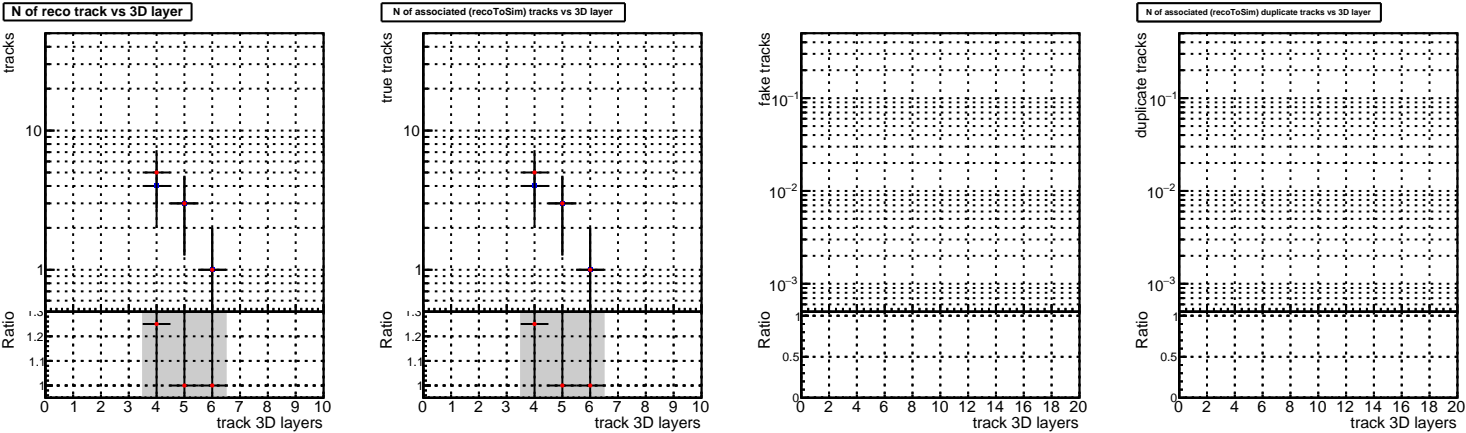 N of reco track vs 3D layer
tracks
10
1
Ratio
1.3
1.2
1.1
1
0 1 2 3 4 5 6 7 8 9 10
track 3D layers
N of associated (recoToSim) tracks vs 3D layer
true tracks
10
1
Ratio
1.3
1.2
1.1
1
0 1 2 3 4 5 6 7 8 9 10
track 3D layers
fake tracks
10⁻¹
10⁻²
10⁻³
Ratio
1
0.5
0
0 2 4 6 8 10 12 14 16 18 20
track 3D layers
N of associated (recoToSim) duplicate tracks vs 3D layer
duplicate tracks
10⁻¹
10⁻²
10⁻³
Ratio
1
0.5
0
0 2 4 6 8 10 12 14 16 18 20
track 3D layers